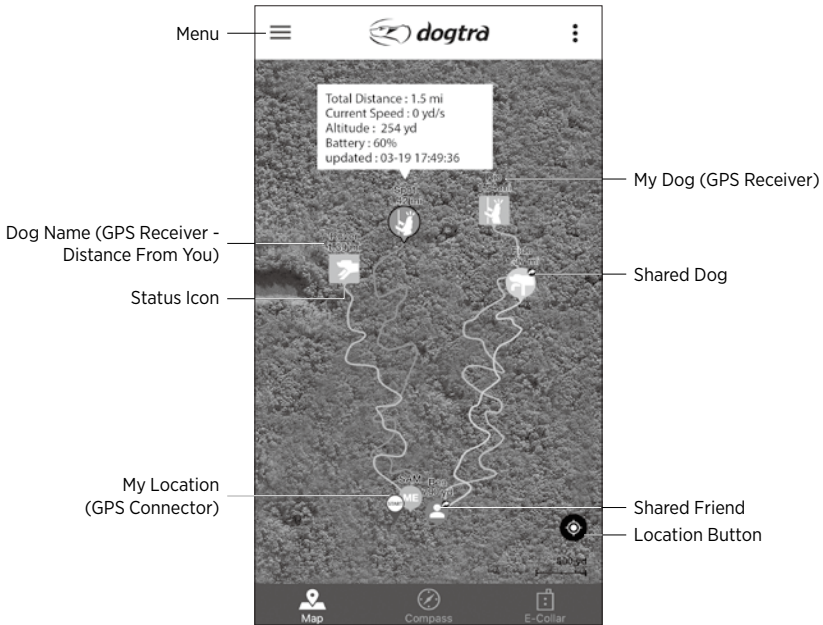 Menu
dogtra
Total Distance : 1.5 mi
Current Speed : 0 yd/s
Altitude : 254 yd
Battery : 60%
updated : 03-19 17:49:36
My Dog (GPS Receiver)
Dog Name (GPS Receiver -
Distance From You)
Shared Dog
Status Icon
My Location
(GPS Connector)
ME
Shared Friend
Location Button
Map
Compass
E-Collar